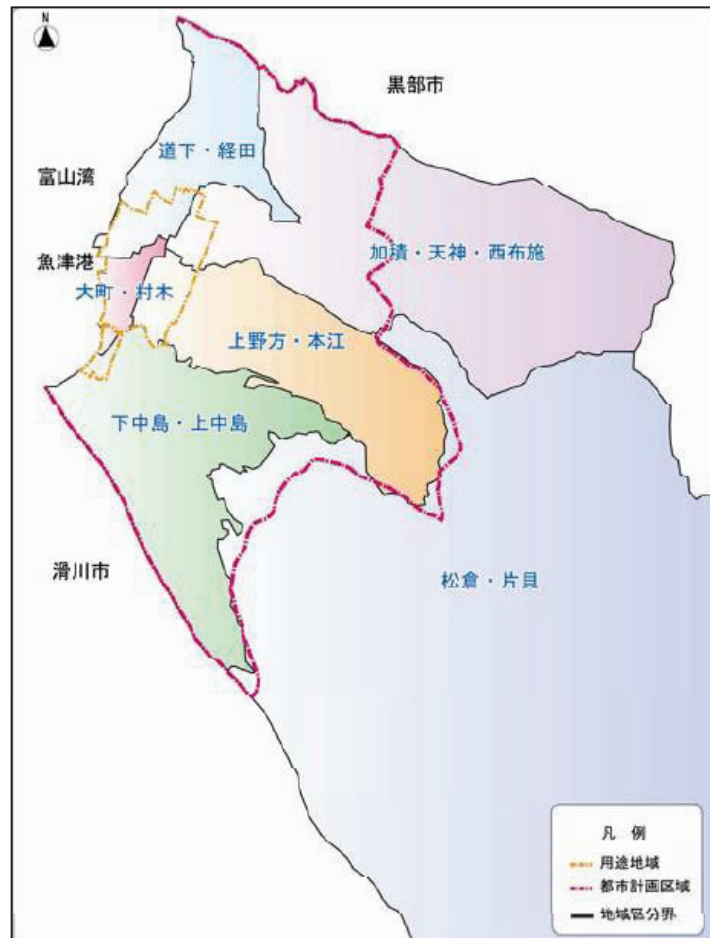 N
黒部市
道下・経田
富山湾
加積・天神・西布施
魚津港
大町・村木
上野方・本江
下中島・上中島
滑川市
松倉・片貝
凡 例
用途地域
都市計画区域
地域区分界